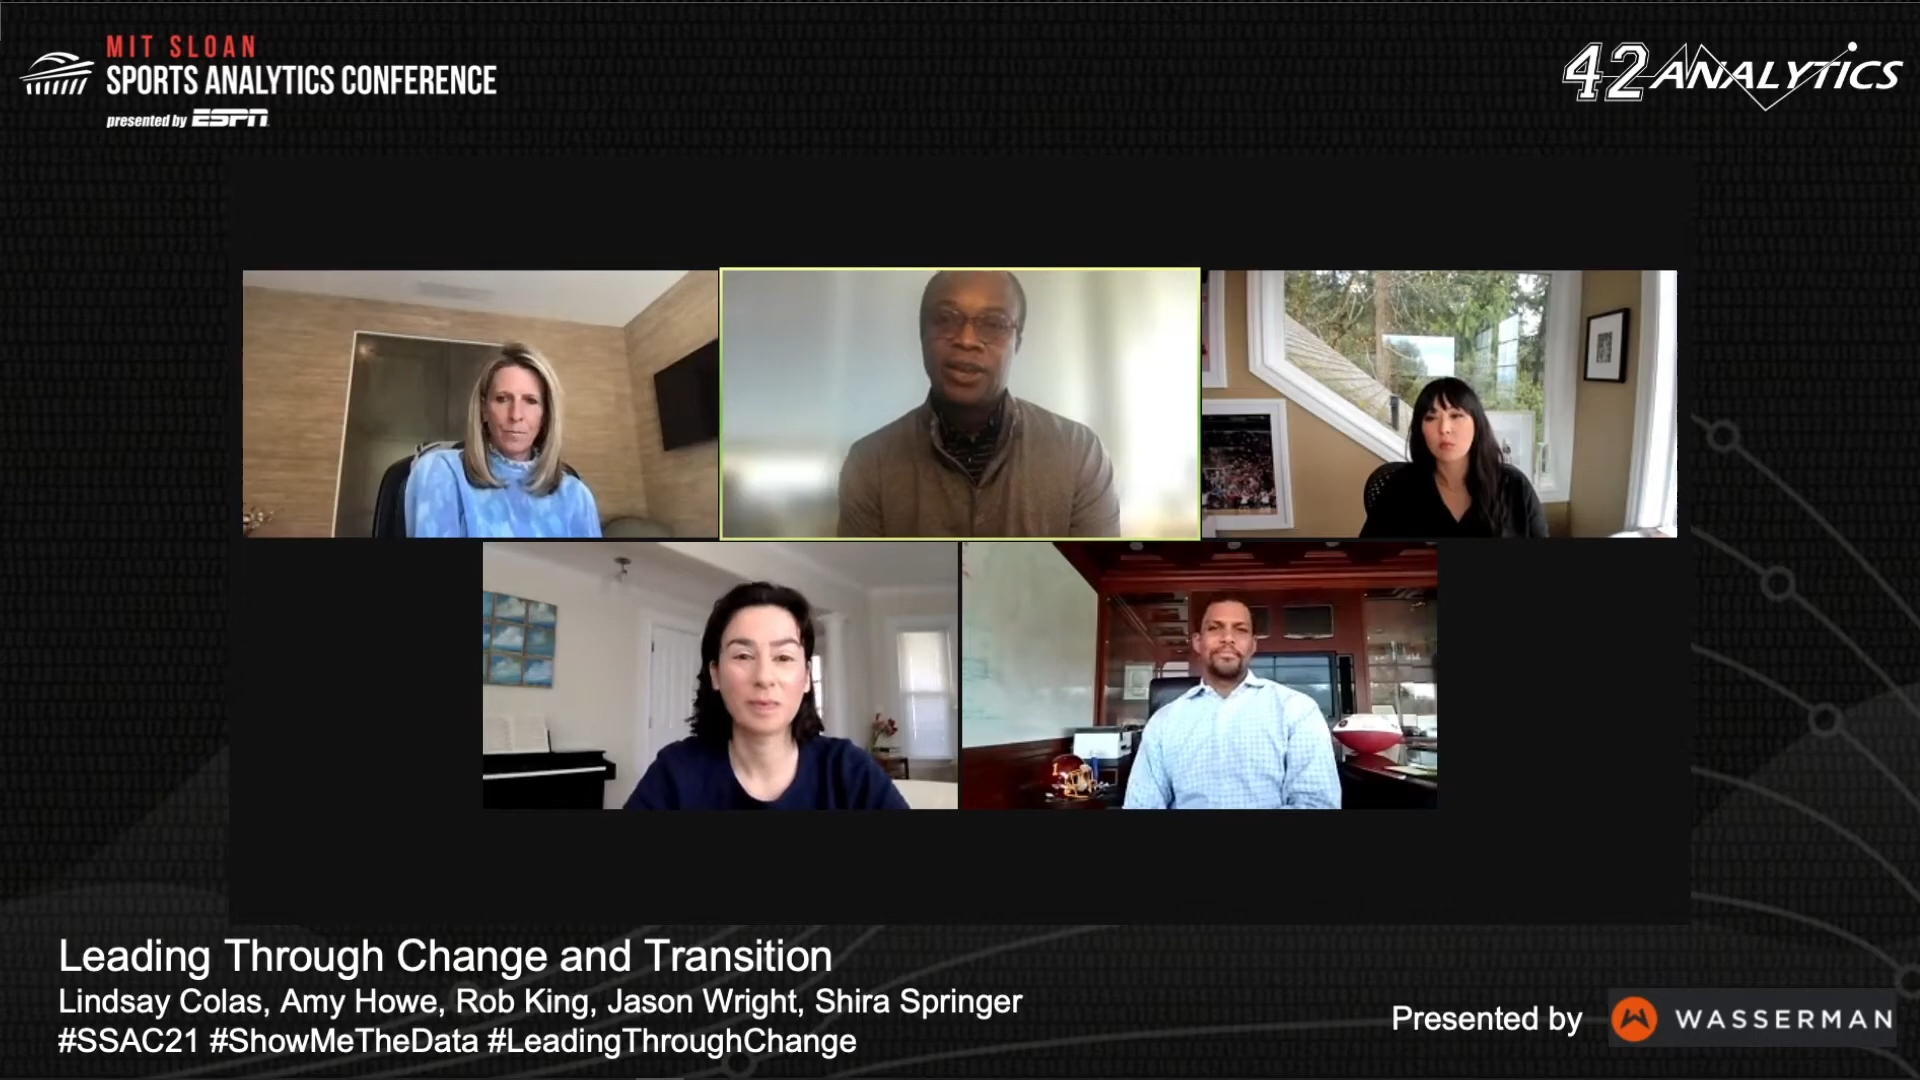 MIT SLOAN
SPORTS ANALYTICS CONFERENCE
presented by ESPN
42 ANALYTICS
Leading Through Change and Transition
Lindsay Colas, Amy Howe, Rob King, Jason Wright, Shira Springer
#SSAC21 #ShowMeTheData #LeadingThroughChange
Presented by
WASSERMAN